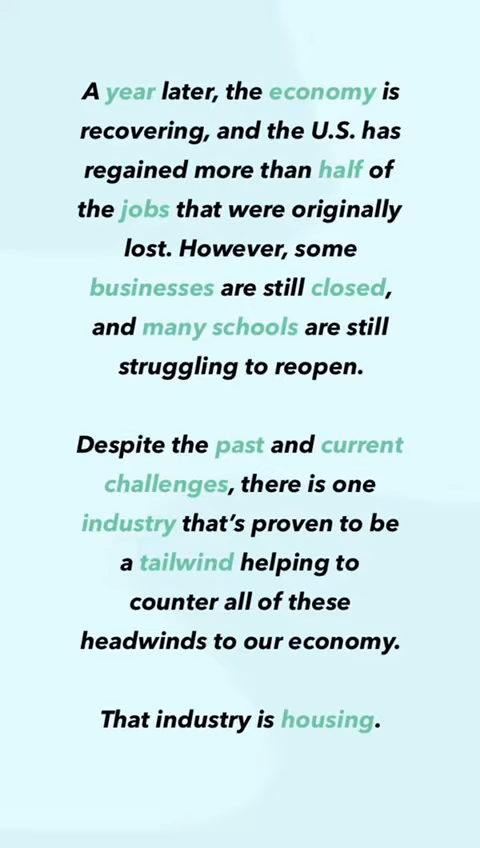 A year later, the economy is
recovering, and the U.S. has
regained more than half of
the jobs that were originally
lost. However, some
businesses are still closed,
and many schools are still
struggling to reopen.
Despite the past and current
challenges, there is one
industry that's proven to be
a tailwind helping to
counter all of these
headwinds to our economy.
That industry is housing.